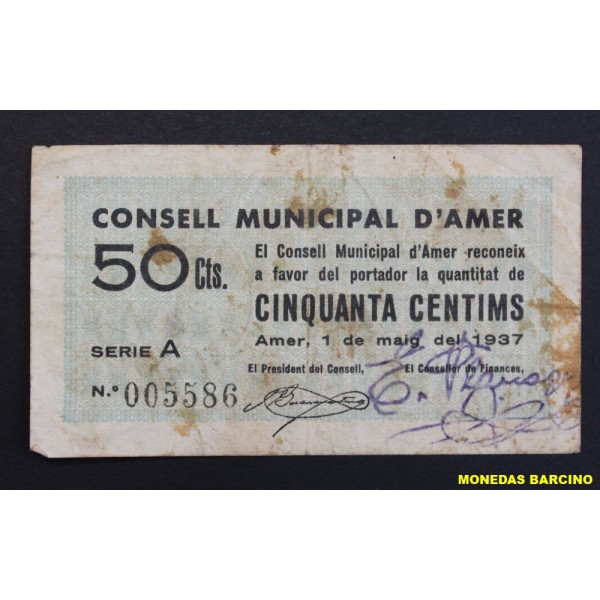 CONSELL MUNICIPAL D'AMER
50 Cts.
El Consell Municipal d'Amer reconeix
a favor del portador la quantitat de
CINQUANTA CENTIMS
Amer, 1 de maig del 1937
SERIE A
El President del Consell,
El Conseller de Finances,
N.º 005586
MONEDAS BARCINO